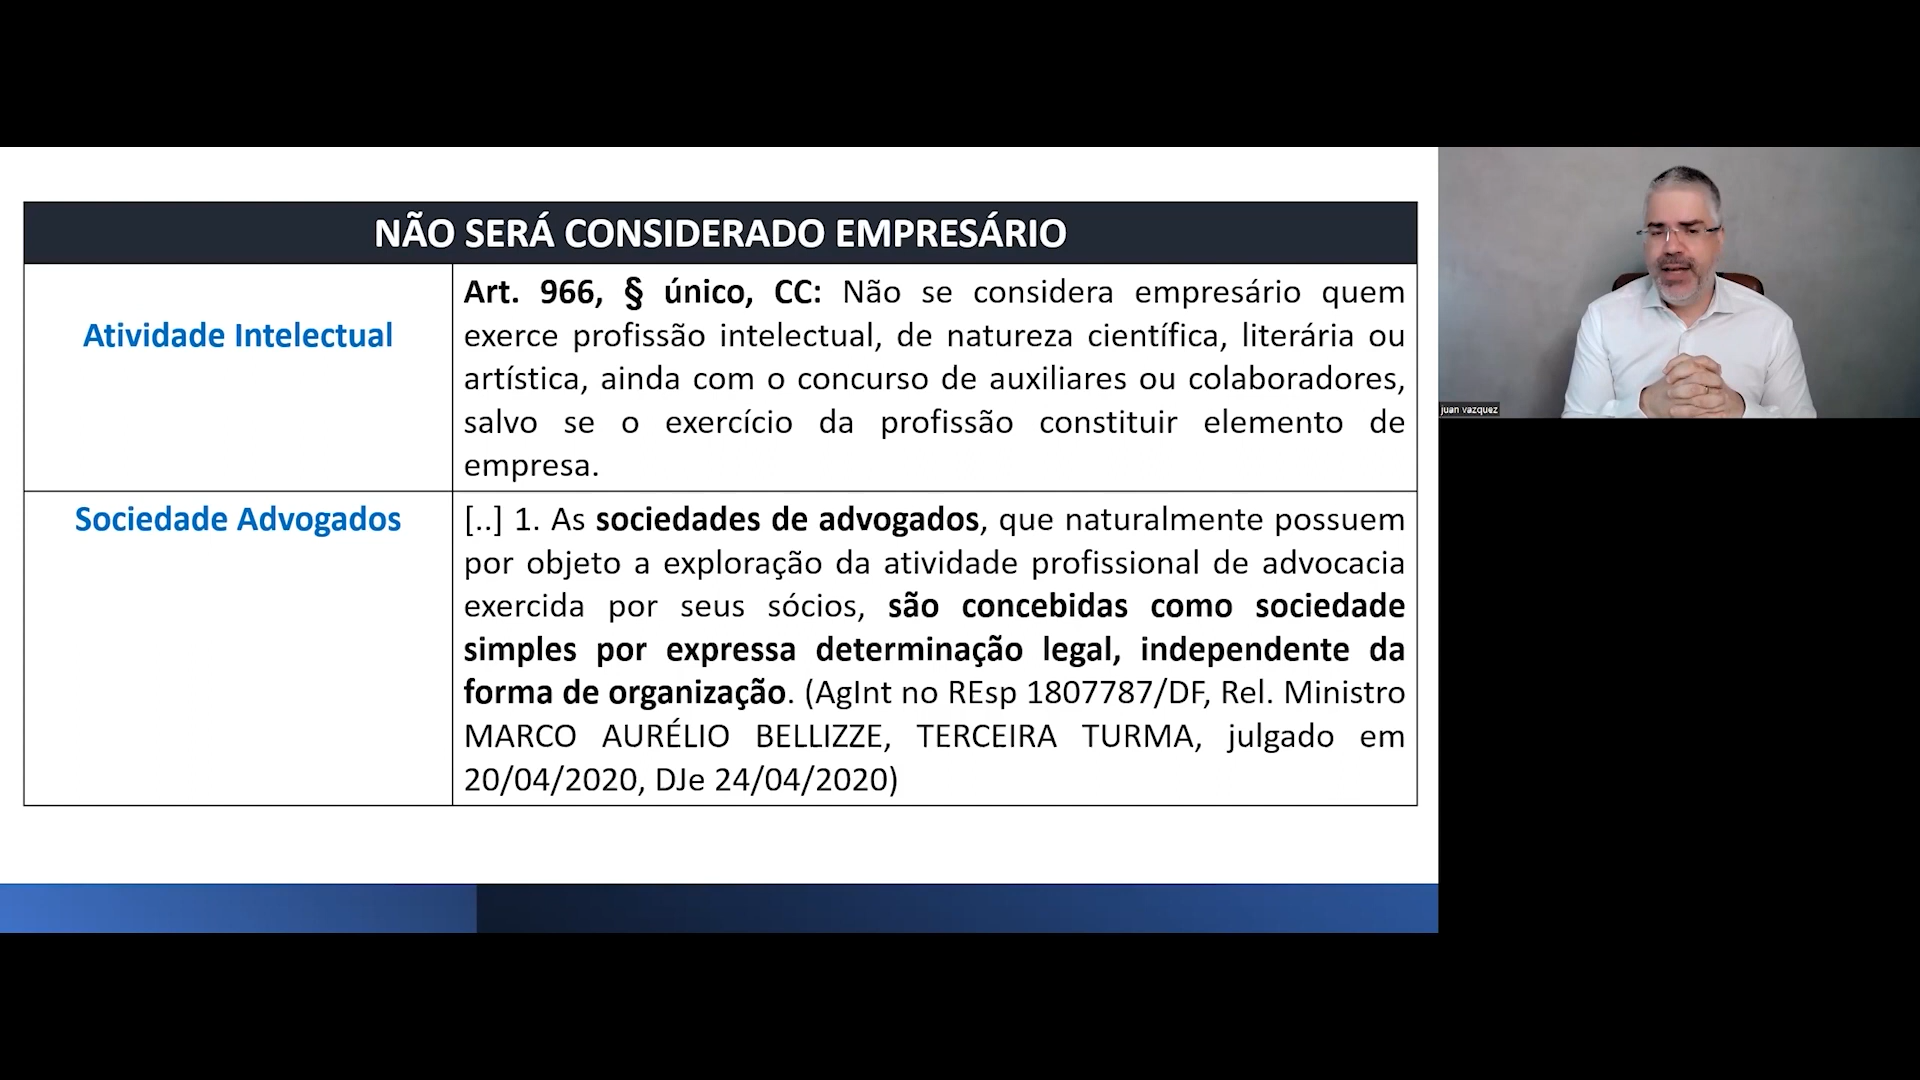 NÃO SERÁ CONSIDERADO EMPRESÁRIO
Atividade Intelectual
Art. 966, § único, CC: Não se considera empresário quem
exerce profissão intelectual, de natureza científica, literária ou
artística, ainda com o concurso de auxiliares ou colaboradores,
salvo se o exercício da profissão constituir elemento de
empresa.
Sociedade Advogados
[..] 1. As sociedades de advogados, que naturalmente possuem
por objeto a exploração da atividade profissional de advocacia
exercida por seus sócios, são concebidas como sociedade
simples por expressa determinação legal, independente da
forma de organização. (AgInt no REsp 1807787/DF, Rel. Ministro
MARCO AURÉLIO BELLIZZE, TERCEIRA TURMA, julgado em
20/04/2020, DJe 24/04/2020)
juan vazquez